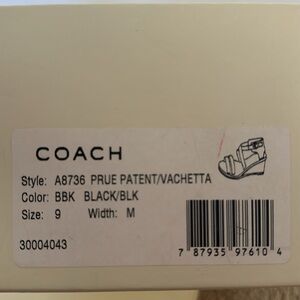 COACH
Style: A8736 PRUE PATENT/VACHETTA
Color: BBK BLACK/BLK
Size: 9 Width: M
30004043
7 87935 97610 4